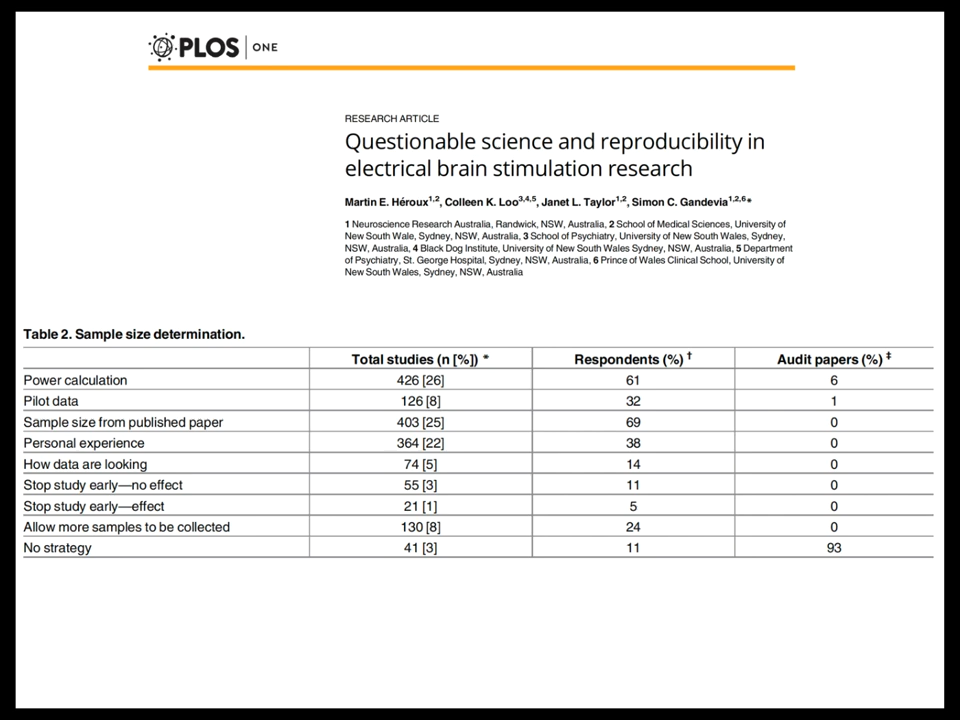 PLOS | ONE
RESEARCH ARTICLE
Questionable science and reproducibility in
electrical brain stimulation research
Martin E. Héroux1,2, Colleen K. Loo3,4,5, Janet L. Taylor1,2, Simon C. Gandevia1,2,6*
1 Neuroscience Research Australia, Randwick, NSW, Australia, 2 School of Medical Sciences, University of
New South Wale, Sydney, NSW, Australia, 3 School of Psychiatry, University of New South Wales, Sydney,
NSW, Australia, 4 Black Dog Institute, University of New South Wales Sydney, NSW, Australia, 5 Department
of Psychiatry, St. George Hospital, Sydney, NSW, Australia, 6 Prince of Wales Clinical School, University of
New South Wales, Sydney, NSW, Australia
Table 2. Sample size determination.
Total studies (n [%]) * Respondents (%) † Audit papers (%) ‡
Power calculation 426 [26] 61 6
Pilot data 126 [8] 32 1
Sample size from published paper 403 [25] 69 0
Personal experience 364 [22] 38 0
How data are looking 74 [5] 14 0
Stop study early—no effect 55 [3] 11 0
Stop study early—effect 21 [1] 5 0
Allow more samples to be collected 130 [8] 24 0
No strategy 41 [3] 11 93